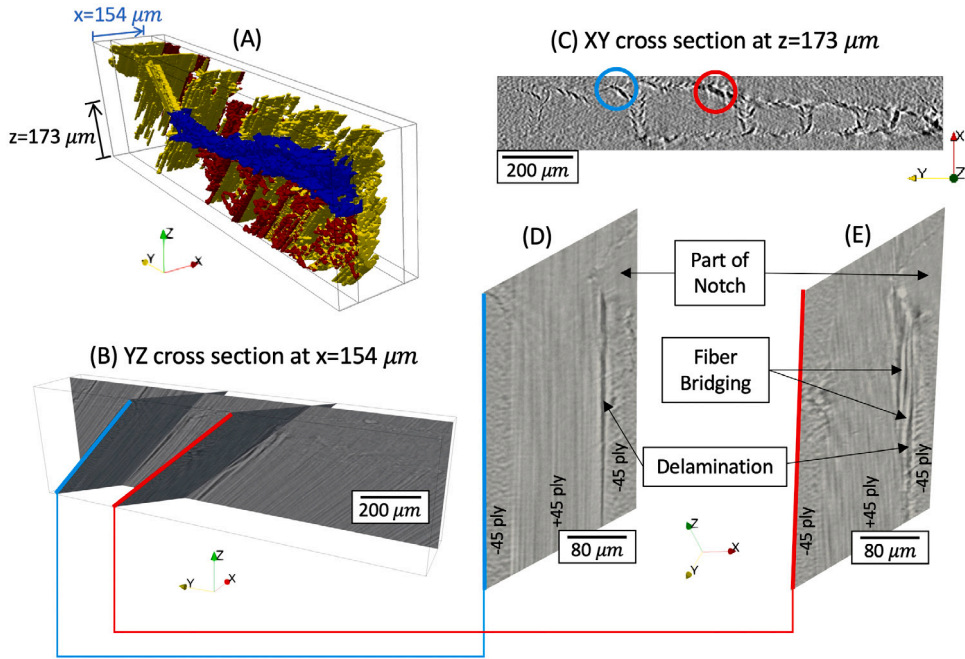 x=154 μm
(A)
(C) XY cross section at z=173 μm
z=173 μm
200 μm
X
Y
Z
Z
Y
X
(D)
(E)
Part of
Notch
(B) YZ cross section at x=154 μm
Fiber
Bridging
200 μm
Delamination
-45 ply
+45 ply
-45 ply
-45 ply
+45 ply
-45 ply
80 μm
80 μm
Z
Y
X
Z
X
Y